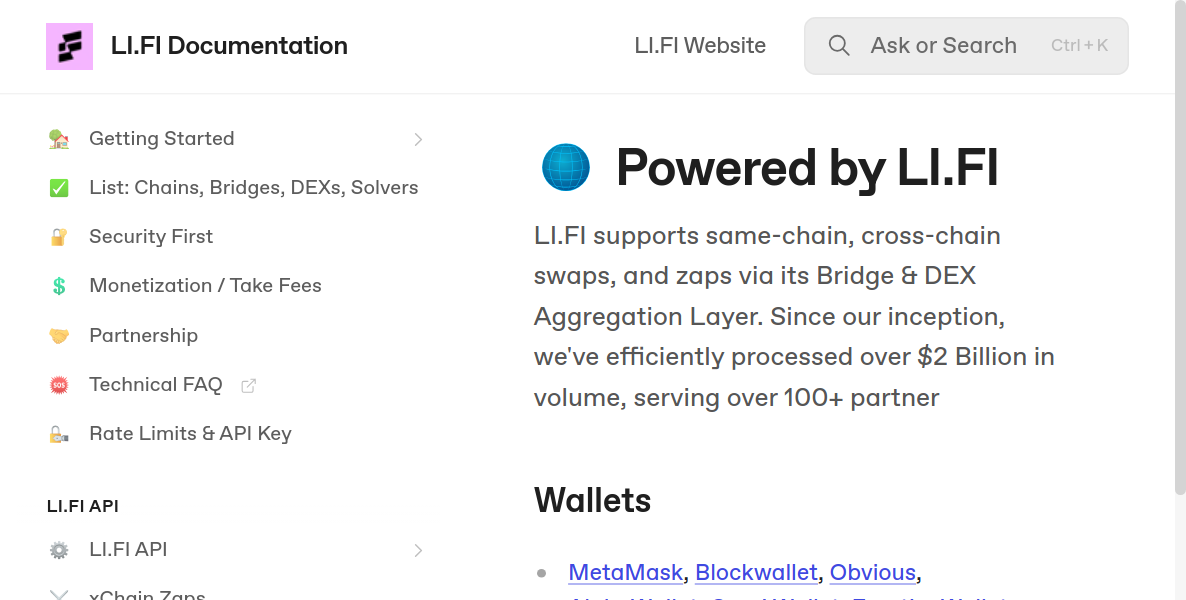 LI.FI Documentation
LI.FI Website
Ask or Search
Ctrl + K
Getting Started
List: Chains, Bridges, DEXs, Solvers
Security First
Monetization / Take Fees
Partnership
Technical FAQ
Rate Limits & API Key
LI.FI API
LI.FI API
xChain Zaps
Powered by LI.FI
LI.FI supports same-chain, cross-chain
swaps, and zaps via its Bridge & DEX
Aggregation Layer. Since our inception,
we've efficiently processed over $2 Billion in
volume, serving over 100+ partner
Wallets
MetaMask, Blockwallet, Obvious,